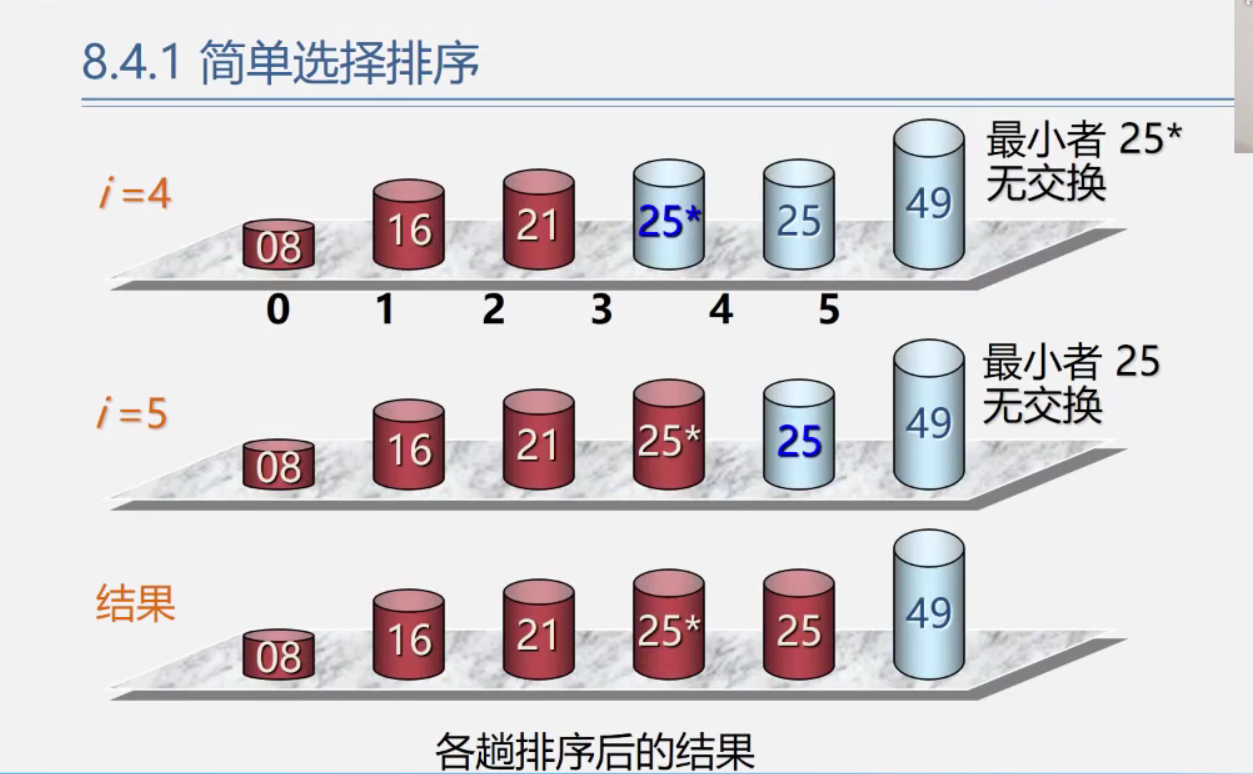 8.4.1 简单选择排序
最小者 25*
无交换
i =4
08 16 21 25* 25 49
0 1 2 3 4 5
最小者 25
无交换
i =5
08 16 21 25* 25 49
结果
08 16 21 25* 25 49
各趟排序后的结果